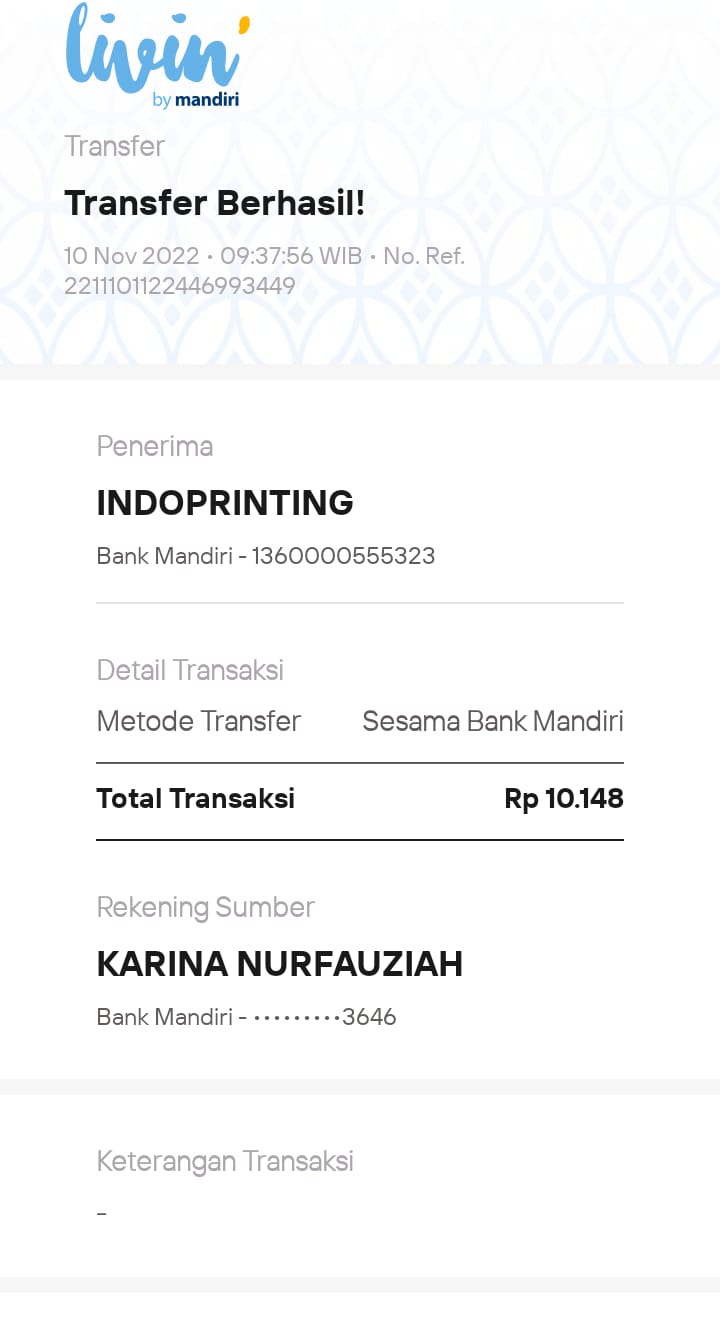 livin'
by mandiri
Transfer
Transfer Berhasil!
10 Nov 2022 • 09:37:56 WIB • No. Ref.
2211101122446993449
Penerima
INDOPRINTING
Bank Mandiri - 1360000555323
Detail Transaksi
Metode Transfer Sesama Bank Mandiri
Total Transaksi Rp 10.148
Rekening Sumber
KARINA NURFAUZIAH
Bank Mandiri - •••••••••3646
Keterangan Transaksi
-